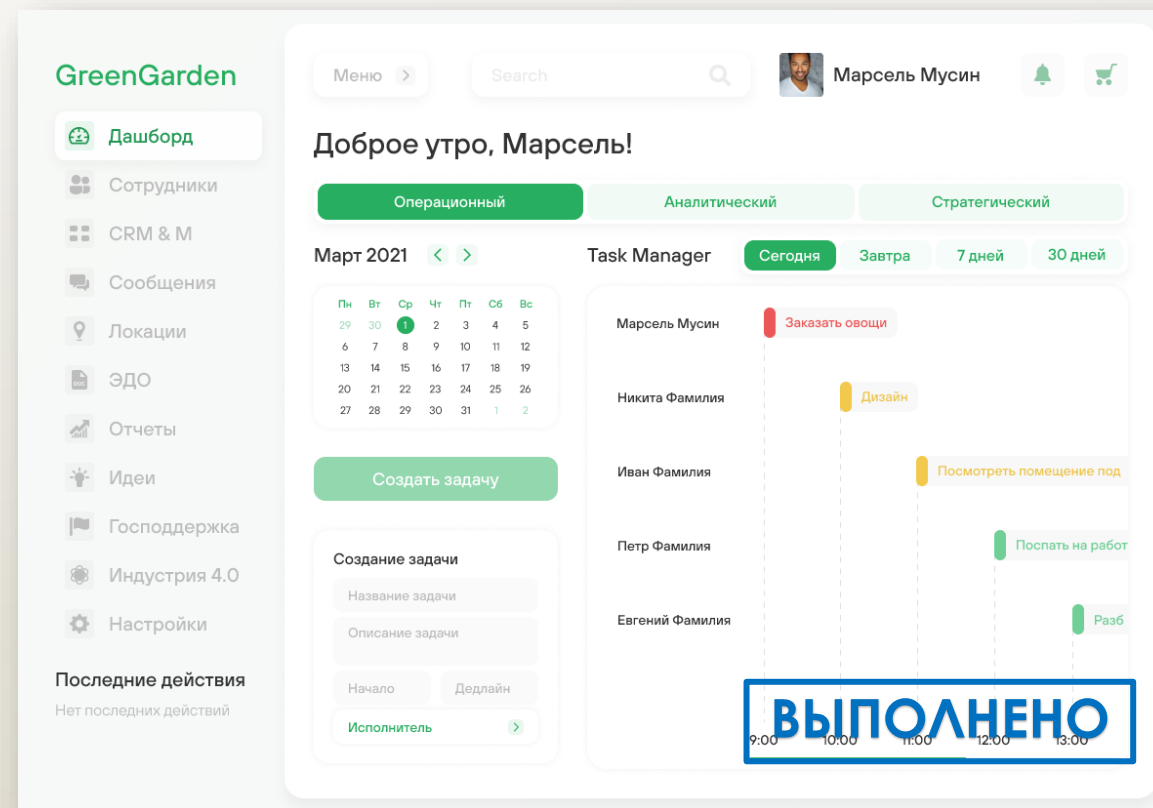 GreenGarden
Дашборд
Сотрудники
CRM & M
Сообщения
Локации
ЭДО
Отчеты
Идеи
Господдержка
Индустрия 4.0
Настройки
Последние действия
Нет последних действий
Меню
Search
Марсель Мусин
Доброе утро, Марсель!
Операционный Аналитический Стратегический
Март 2021
Пн Вт Ср Чт Пт Сб Вс
29 30 1 2 3 4 5
6 7 8 9 10 11 12
13 14 15 16 17 18 19
20 21 22 23 24 25 26
27 28 29 30 31 1 2
Создать задачу
Создание задачи
Название задачи
Описание задачи
Начало Дедлайн
Исполнитель
Task Manager Сегодня Завтра 7 дней 30 дней
Марсель Мусин Заказать овощи
Никита Фамилия Дизайн
Иван Фамилия Посмотреть помещение под
Петр Фамилия Поспать на работ
Евгений Фамилия Разб
ВЫПОЛНЕНО
9:00 10:00 11:00 12:00 13:00